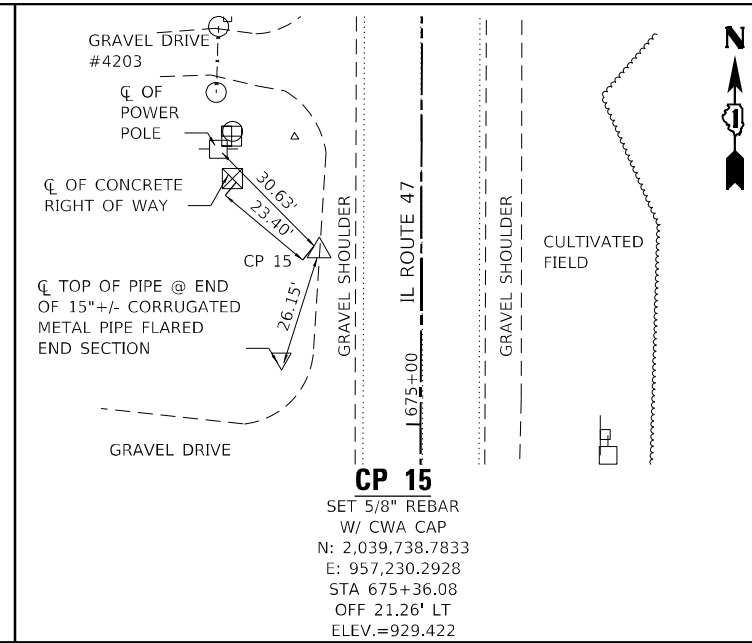 GRAVEL DRIVE
#4203
℄ OF
POWER
POLE
℄ OF CONCRETE
RIGHT OF WAY
30.63'
23.40'
CP 15
26.15'
℄ TOP OF PIPE @ END
OF 15"+/- CORRUGATED
METAL PIPE FLARED
END SECTION
GRAVEL DRIVE
GRAVEL SHOULDER
IL ROUTE 47
675+00
GRAVEL SHOULDER
CULTIVATED
FIELD
N
1
CP 15
SET 5/8" REBAR
W/ CWA CAP
N: 2,039,738.7833
E: 957,230.2928
STA 675+36.08
OFF 21.26' LT
ELEV.=929.422